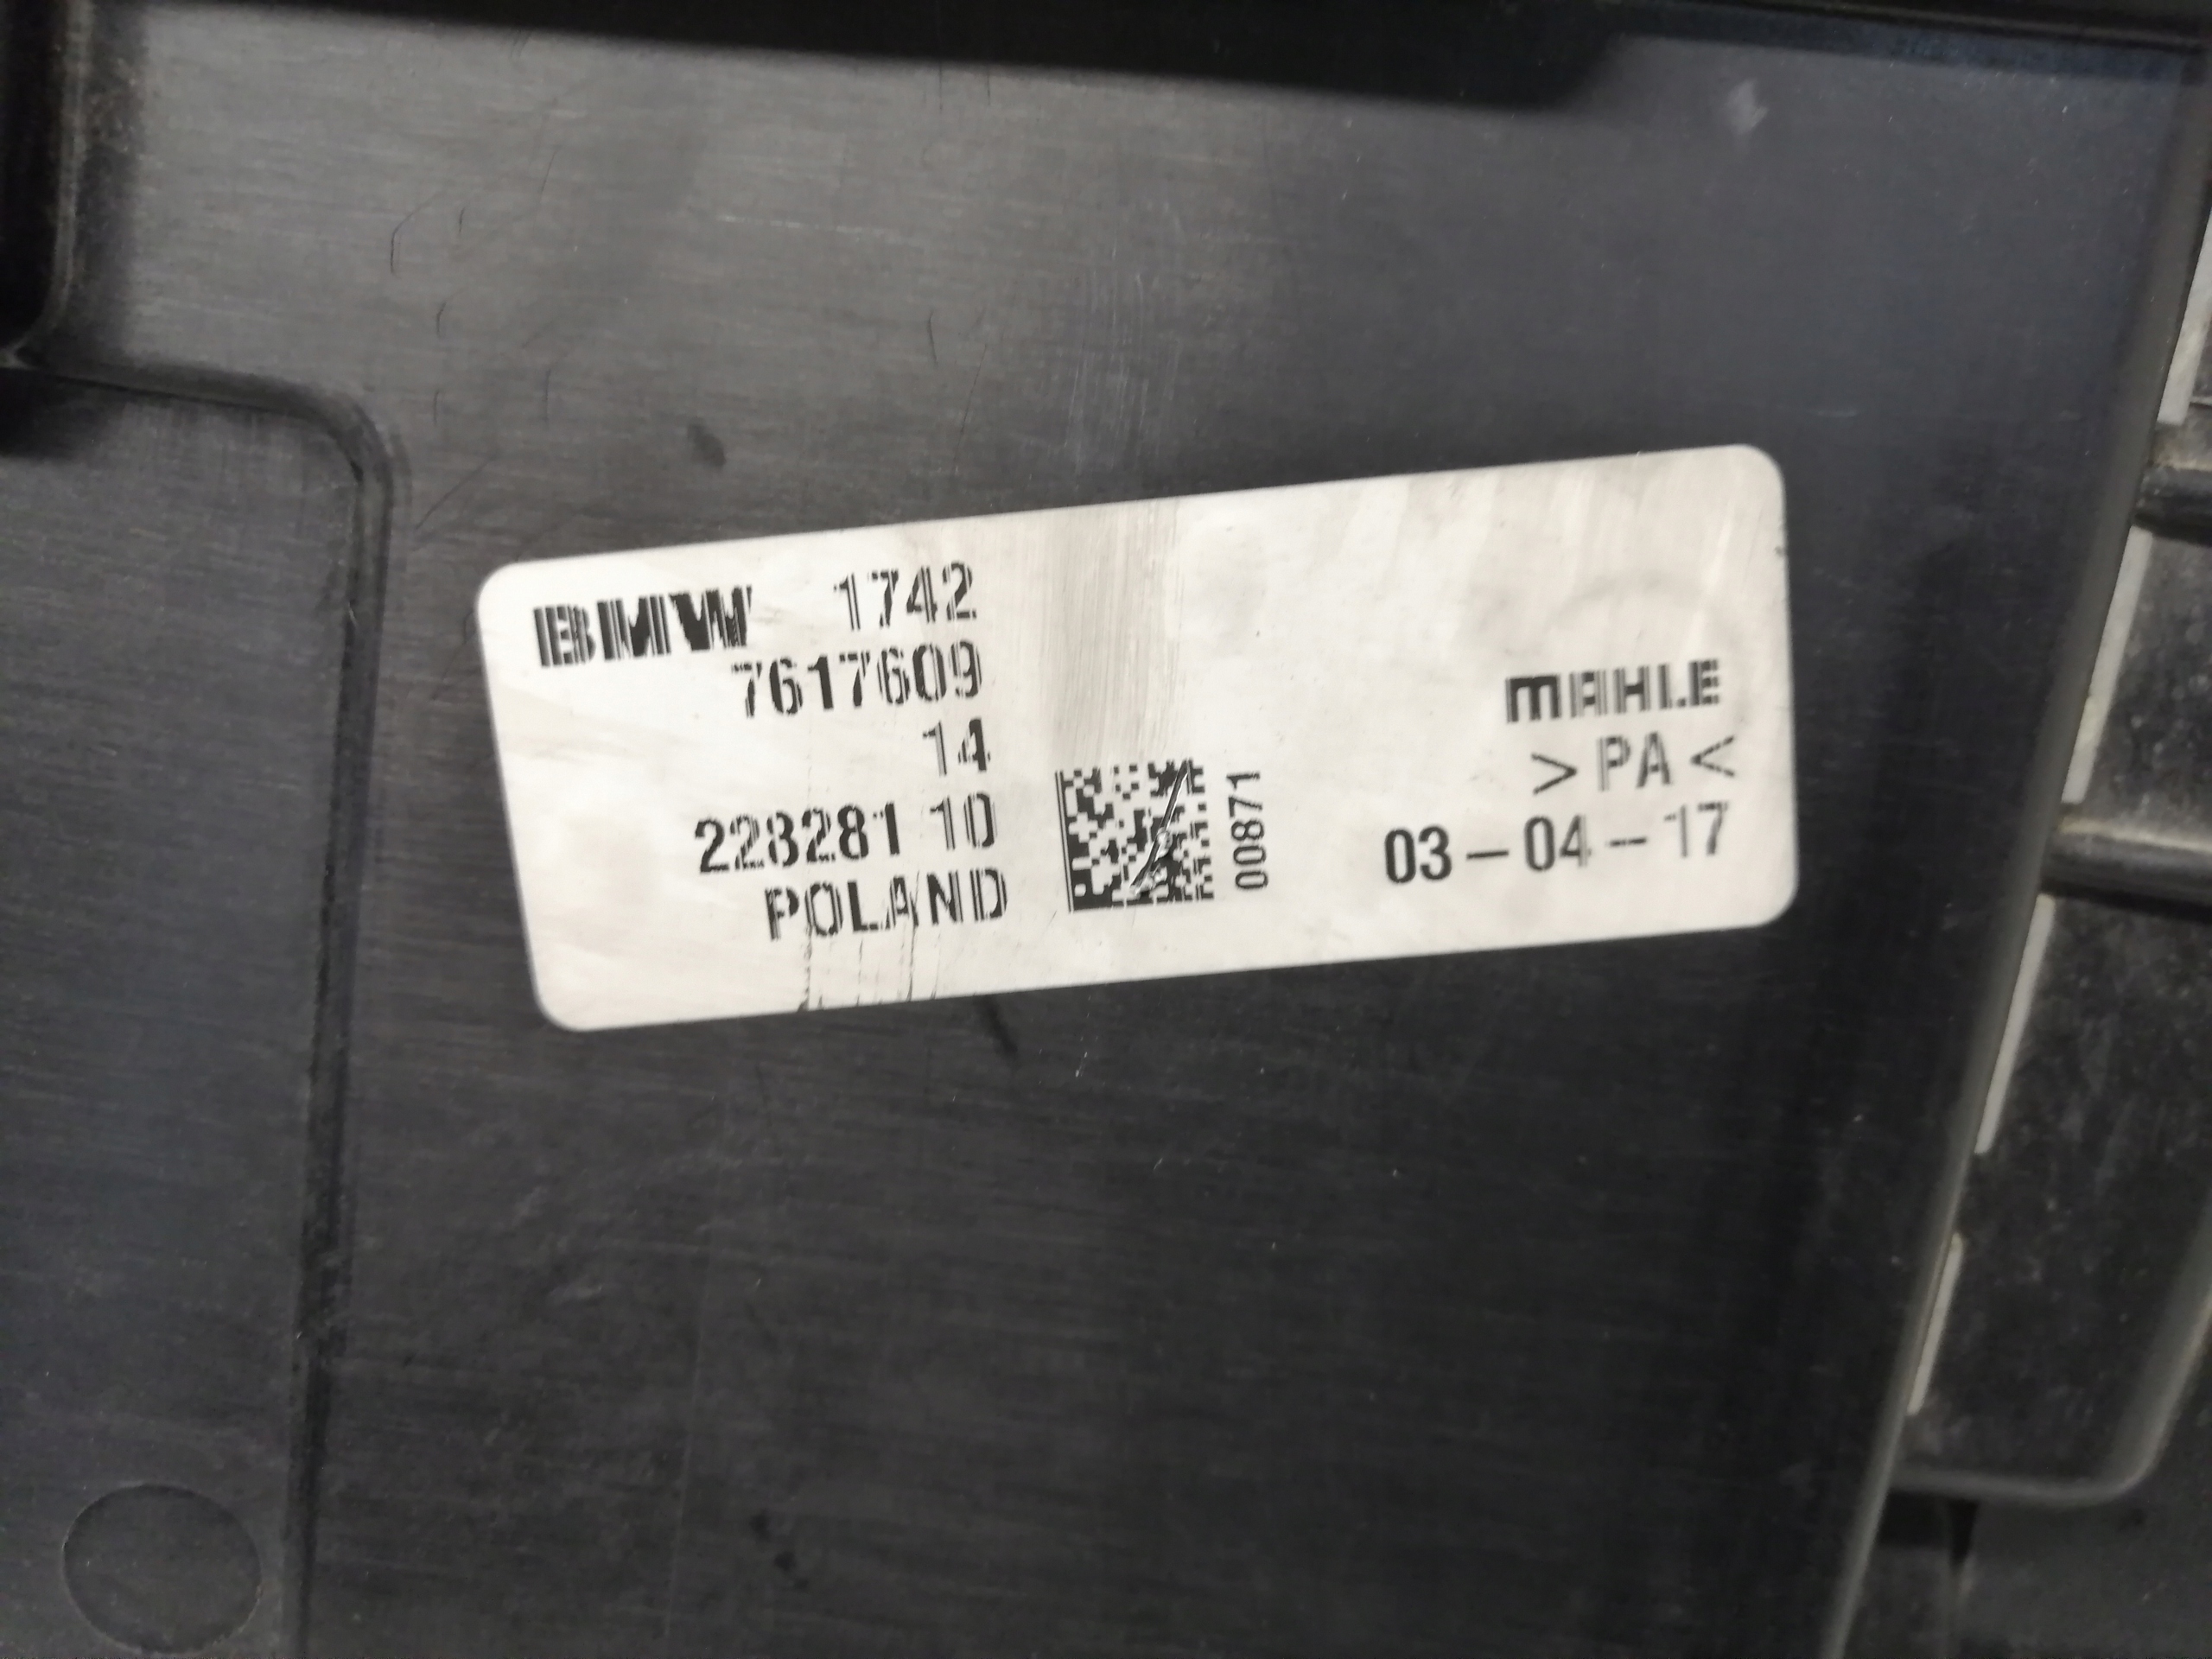 BMW 1742
7617609
14
228281 10
POLAND
00871
MAHLE
> PA <
03-04-17